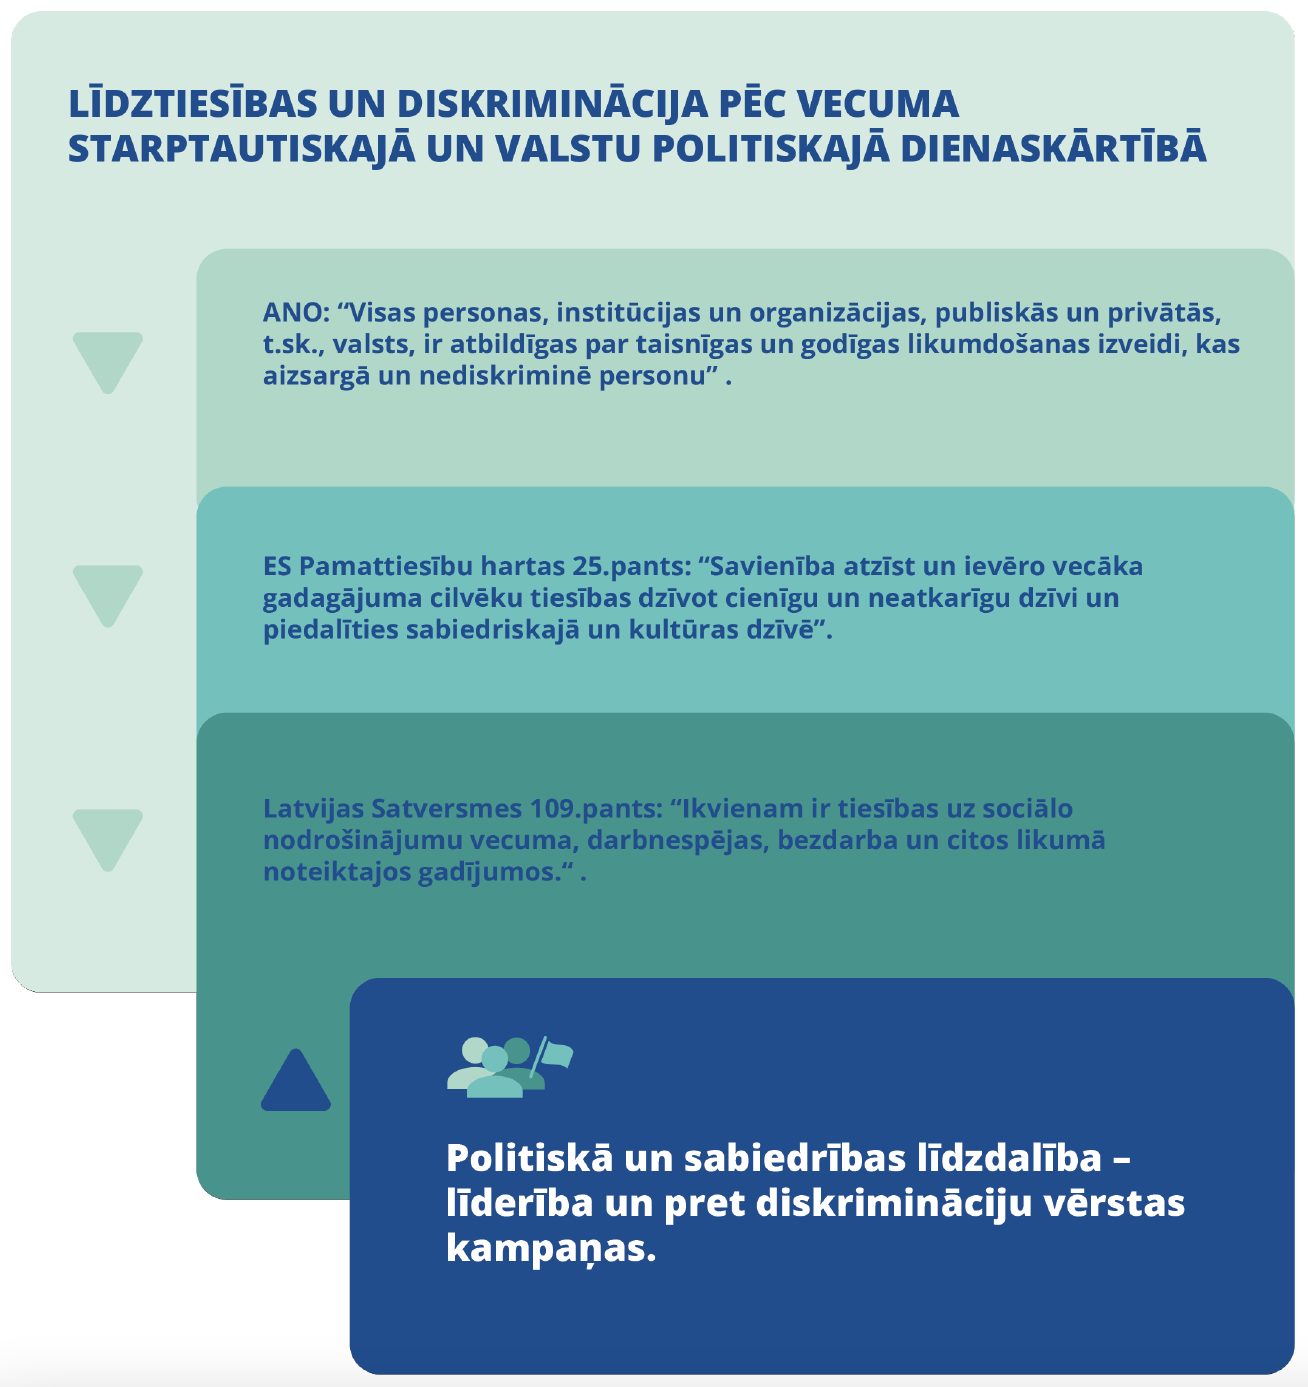 LĪDZTIESĪBAS UN DISKRIMINĀCIJA PĒC VECUMA
STARPTAUTISKAJĀ UN VALSTU POLITISKAJĀ DIENASKĀRTĪBĀ
ANO: “Visas personas, institūcijas un organizācijas, publiskās un privātās,
t.sk., valsts, ir atbildīgas par taisnīgas un godīgas likumdošanas izveidi, kas
aizsargā un nediskriminē personu” .
ES Pamattiesību hartas 25.pants: “Savienība atzīst un ievēro vecāka
gadagājuma cilvēku tiesības dzīvot cienīgu un neatkarīgu dzīvi un
piedalīties sabiedriskajā un kultūras dzīvē”.
Latvijas Satversmes 109.pants: “Ikvienam ir tiesības uz sociālo
nodrošinājumu vecuma, darbnespējas, bezdarba un citos likumā
noteiktajos gadījumos.“ .
Politiskā un sabiedrības līdzdalība –
līderība un pret diskrimināciju vērstas
kampaņas.